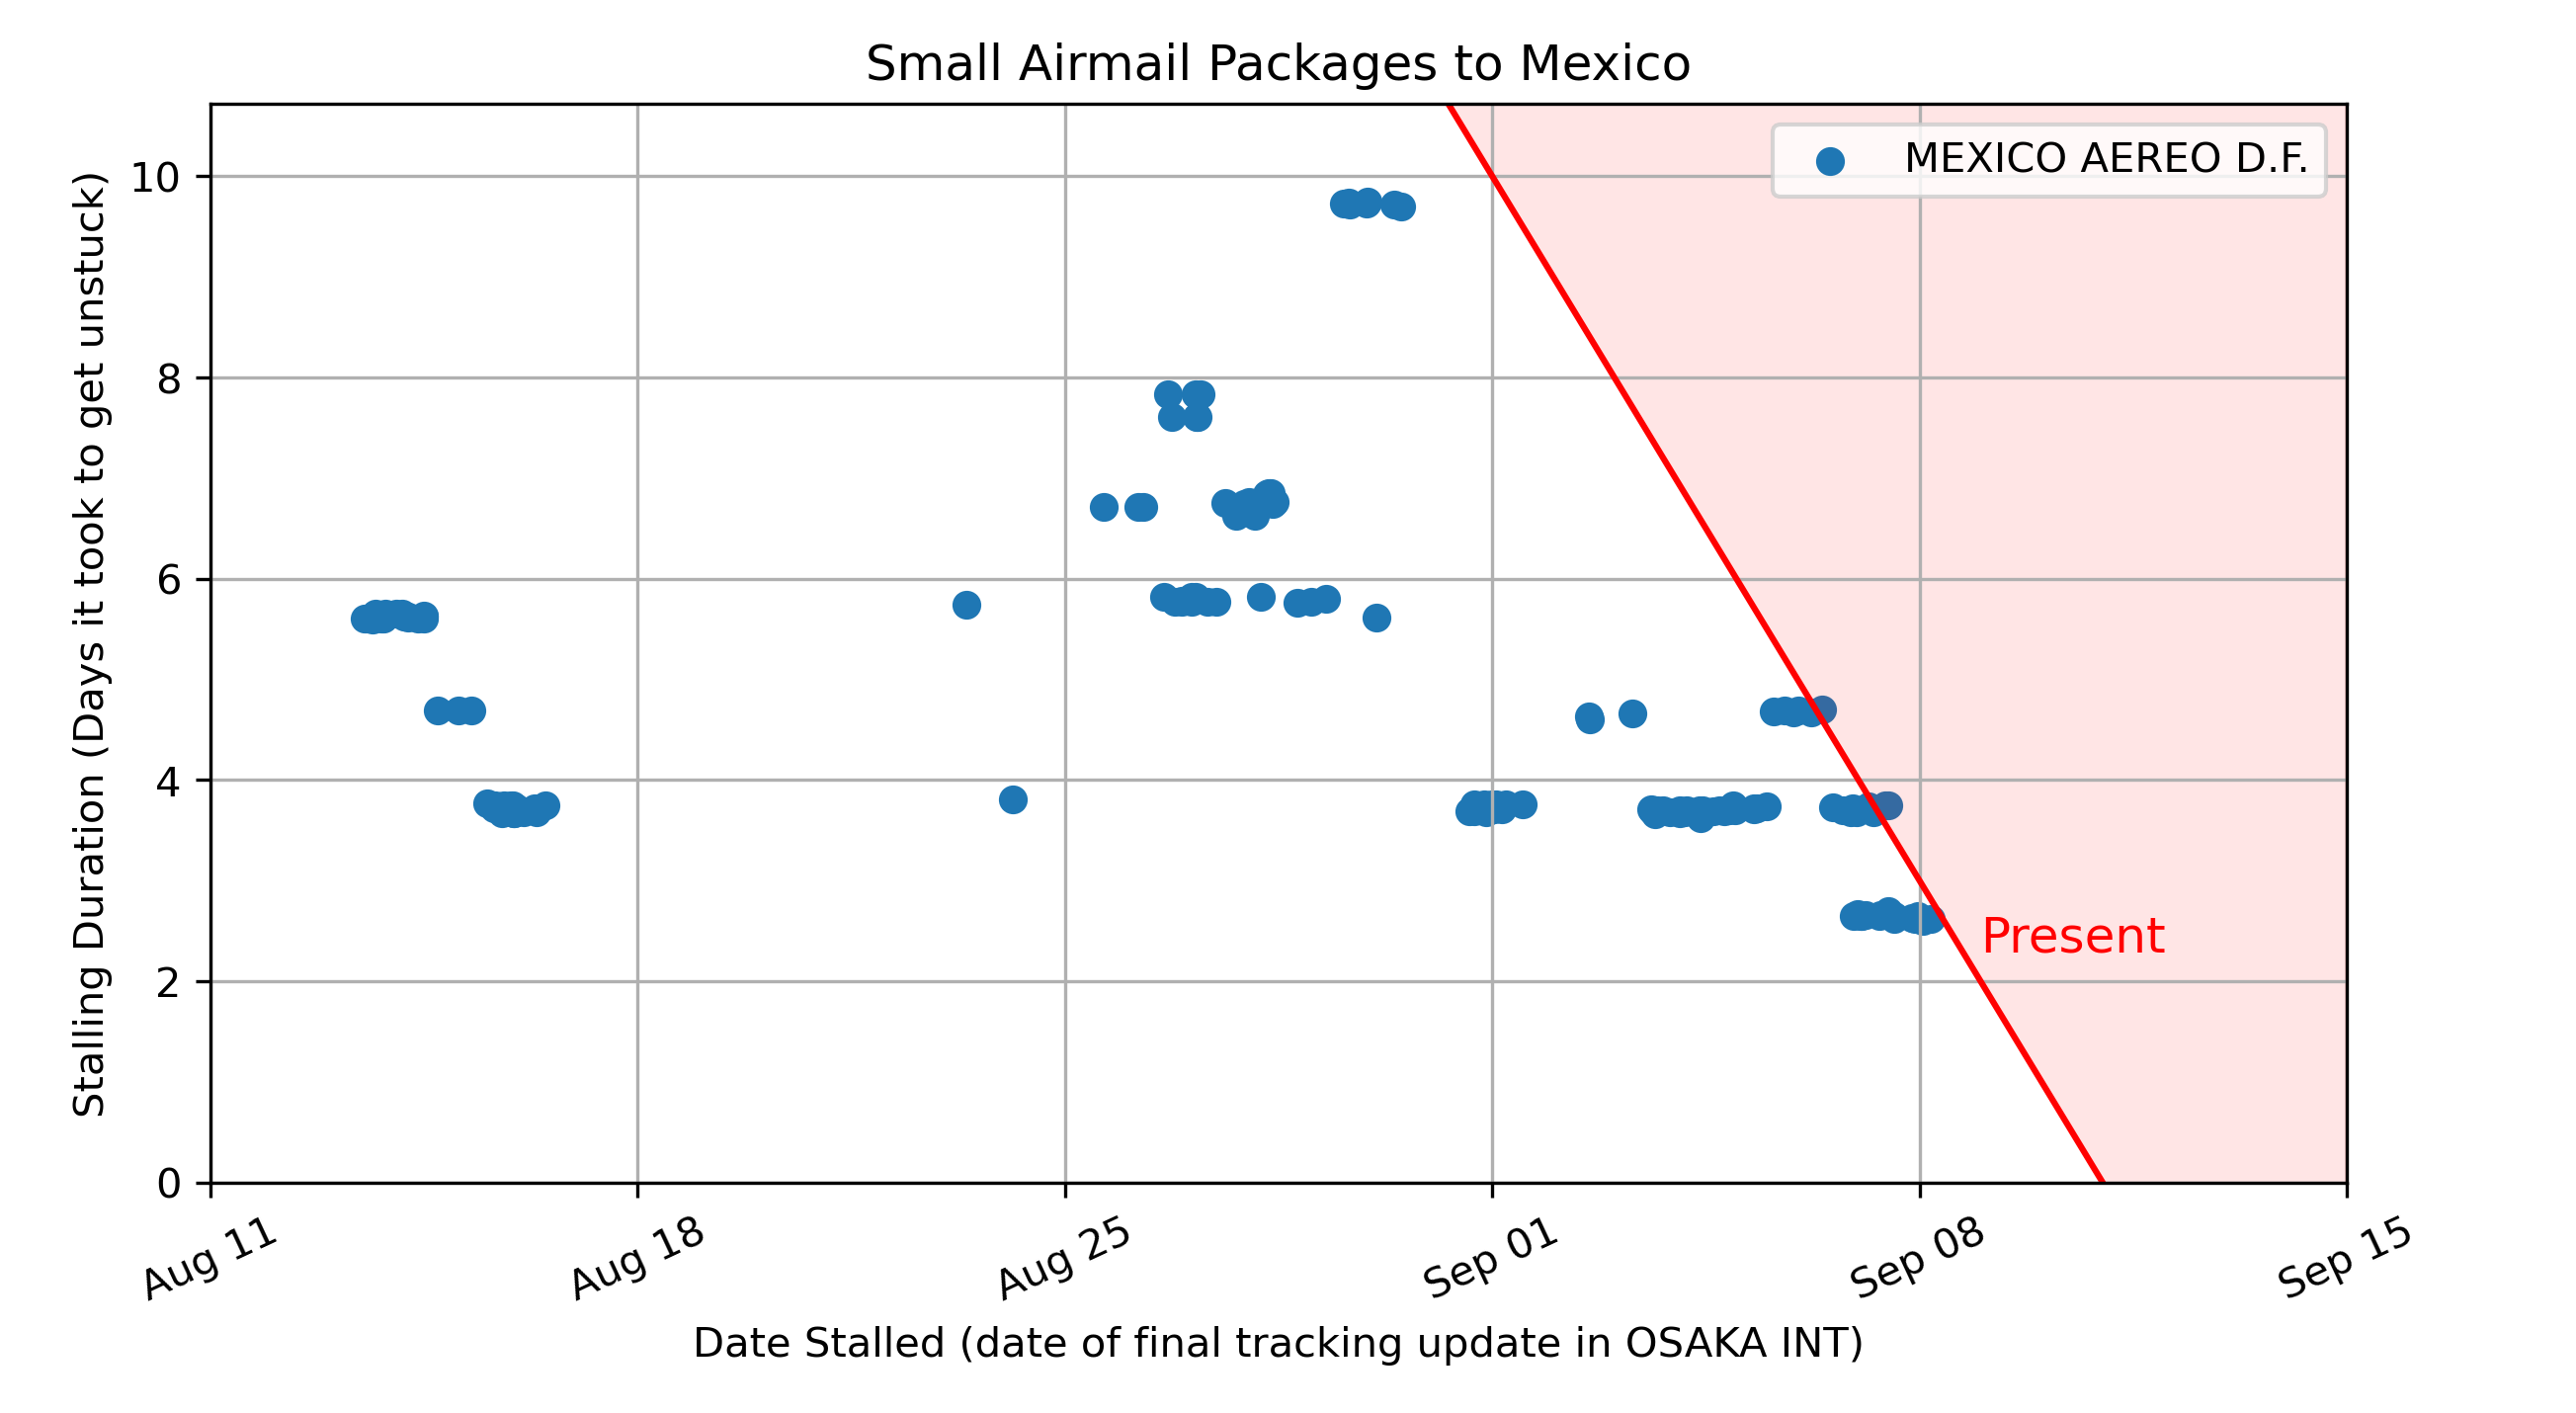 Small Airmail Packages to Mexico
MEXICO AEREO D.F.
Stalling Duration (Days it took to get unstuck)
10
8
6
4
2
0
Present
Aug 11
Aug 18
Aug 25
Sep 01
Sep 08
Sep 15
Date Stalled (date of final tracking update in OSAKA INT)